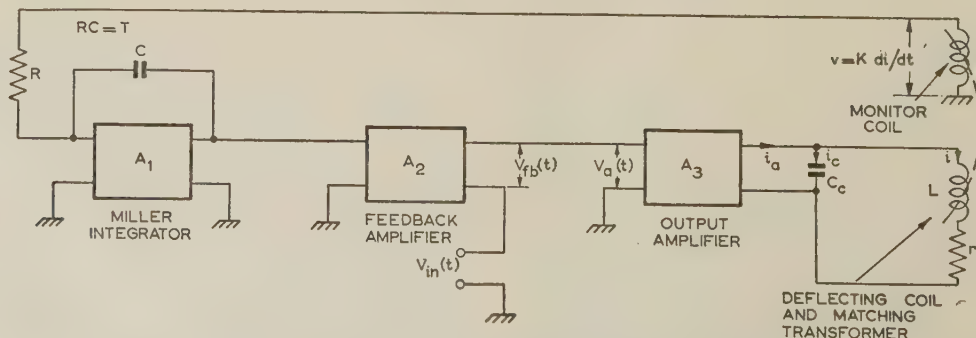 RC=T
C
R
v=K di/dt
MONITOR
COIL
A1
MILLER
INTEGRATOR
A2
FEEDBACK
AMPLIFIER
Vfb(t)
Vin(t)
Va(t)
A3
OUTPUT
AMPLIFIER
ia
ic
Cc
i
L
r
DEFLECTING COIL
AND MATCHING
TRANSFORMER